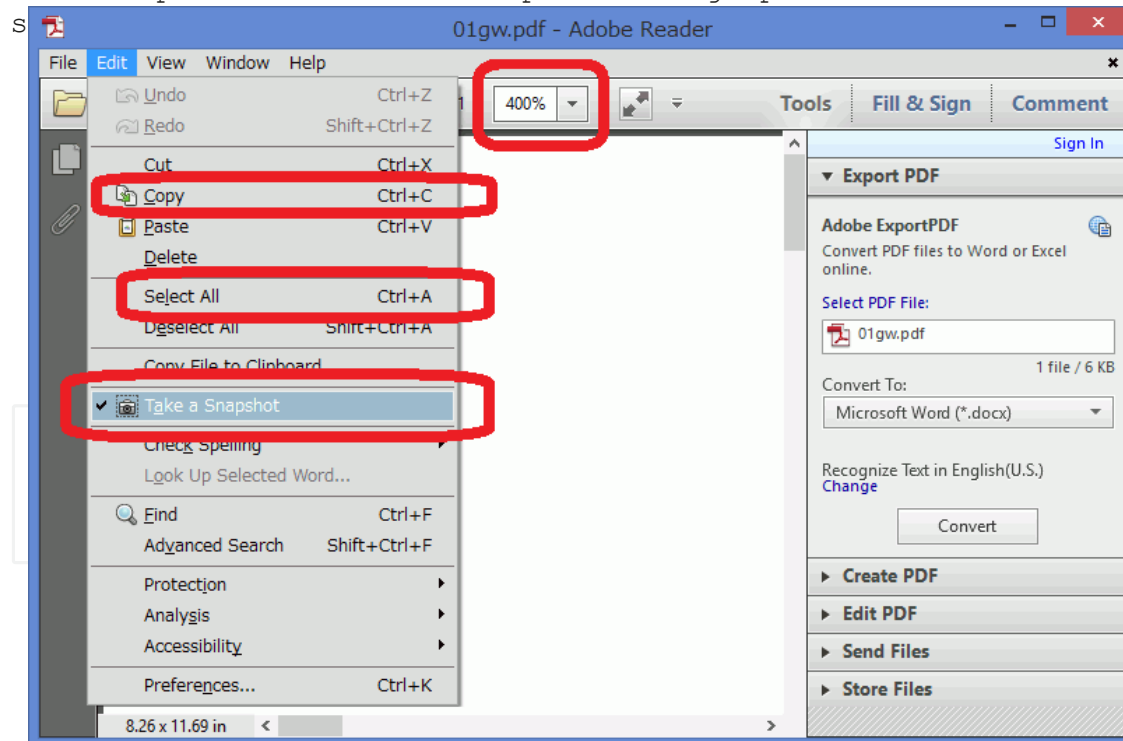 s
01gw.pdf - Adobe Reader
File Edit View Window Help
Undo Ctrl+Z
Redo Shift+Ctrl+Z
Cut Ctrl+X
Copy Ctrl+C
Paste Ctrl+V
Delete
Select All Ctrl+A
Deselect All Shift+Ctrl+A
Copy File to Clipboard
Take a Snapshot
Check Spelling
Look Up Selected Word...
Find Ctrl+F
Advanced Search Shift+Ctrl+F
Protection
Analysis
Accessibility
Preferences... Ctrl+K
8.26 x 11.69 in
1 400%
Tools Fill & Sign Comment
Sign In
Export PDF
Adobe ExportPDF
Convert PDF files to Word or Excel
online.
Select PDF File:
01gw.pdf
1 file / 6 KB
Convert To:
Microsoft Word (*.docx)
Recognize Text in English(U.S.)
Change
Convert
Create PDF
Edit PDF
Send Files
Store Files